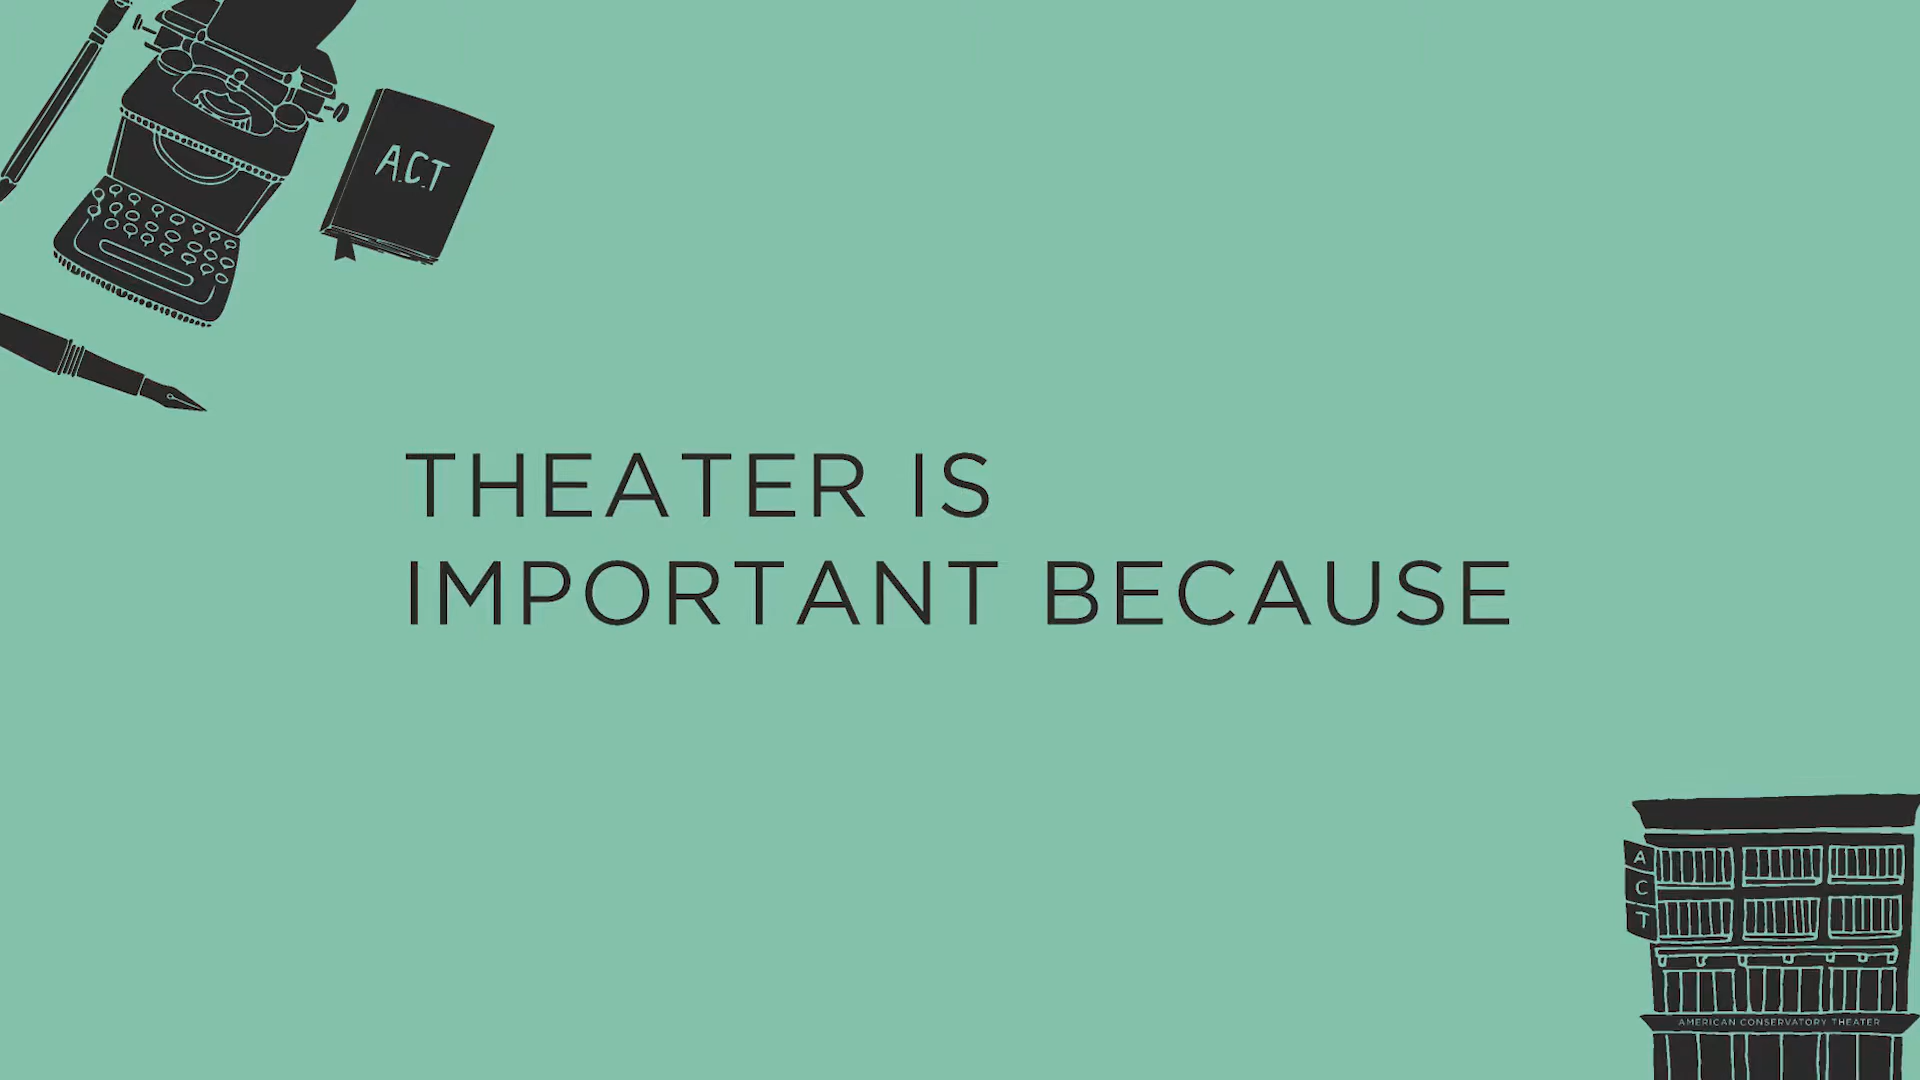 A.C.T
THEATER IS
IMPORTANT BECAUSE
A
C
T
AMERICAN CONSERVATORY THEATER